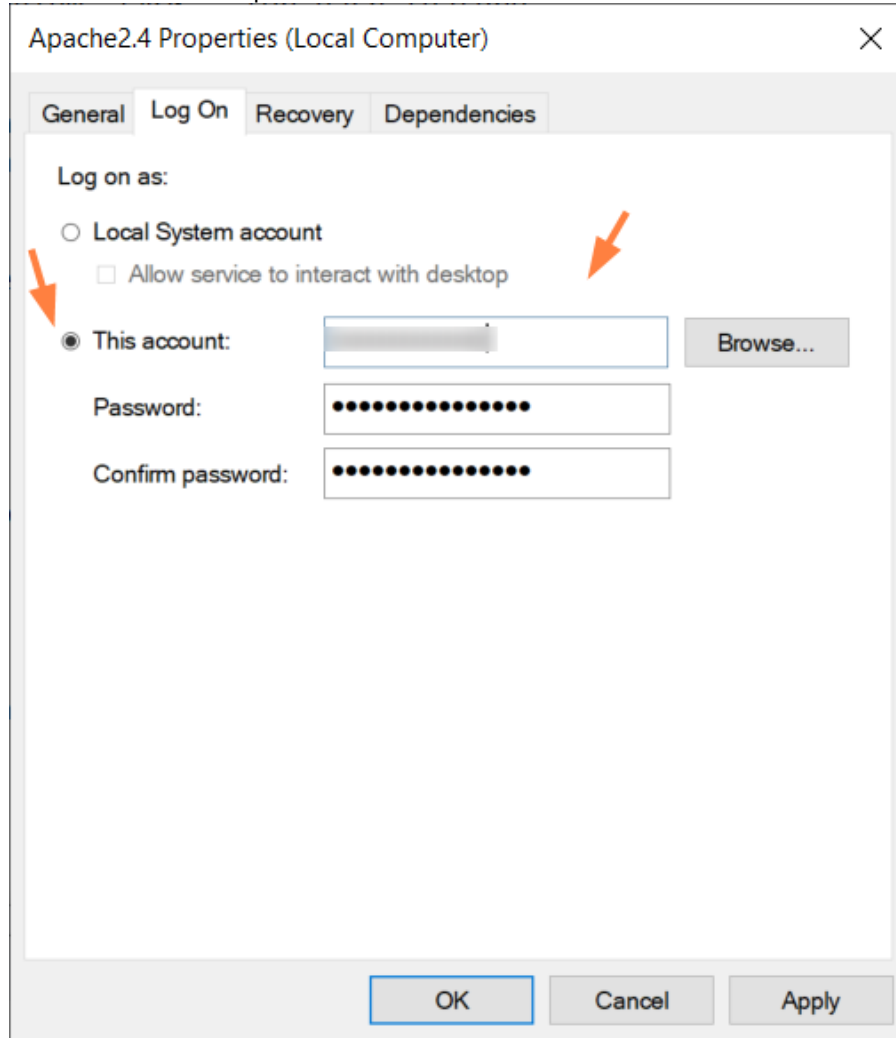 Apache2.4 Properties (Local Computer)
General Log On Recovery Dependencies
Log on as:
Local System account
Allow service to interact with desktop
This account:
Browse...
Password: ●●●●●●●●●●●●●●●
Confirm password: ●●●●●●●●●●●●●●●
OK Cancel Apply